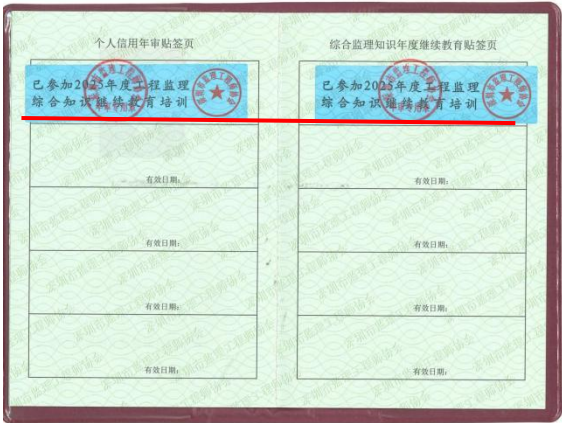 个人信用年审贴签页
已参加2025年度工程监理
综合知识继续教育培训
有效日期：
有效日期：
有效日期：
有效日期：
综合监理知识年度继续教育贴签页
已参加2025年度工程监理
综合知识继续教育培训
有效日期：
有效日期：
有效日期：
有效日期：